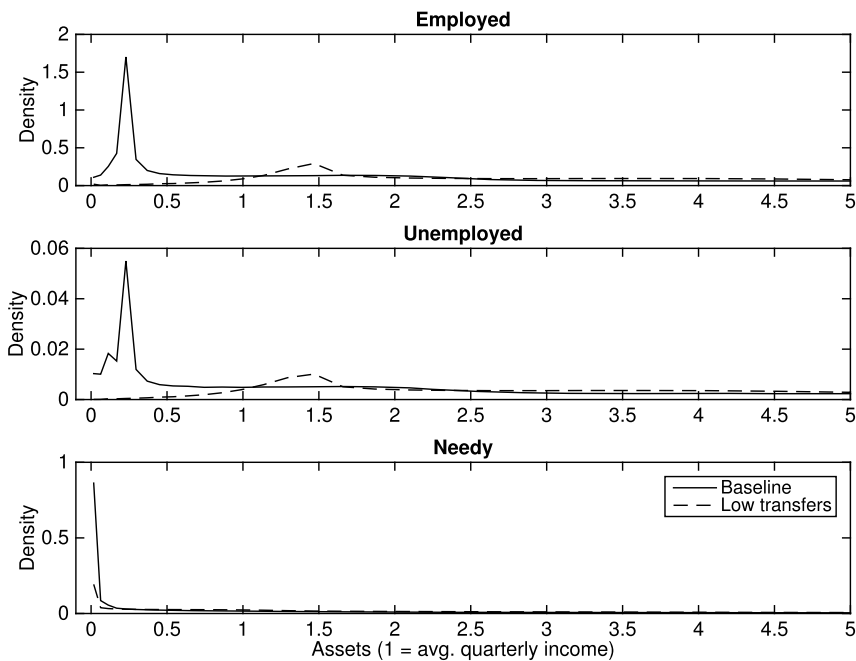 Employed
2
1.5
1
0.5
0
Density
0 0.5 1 1.5 2 2.5 3 3.5 4 4.5 5
Unemployed
0.06
0.04
0.02
0
Density
0 0.5 1 1.5 2 2.5 3 3.5 4 4.5 5
Needy
1
0.5
0
Density
Baseline
Low transfers
0 0.5 1 1.5 2 2.5 3 3.5 4 4.5 5
Assets (1 = avg. quarterly income)